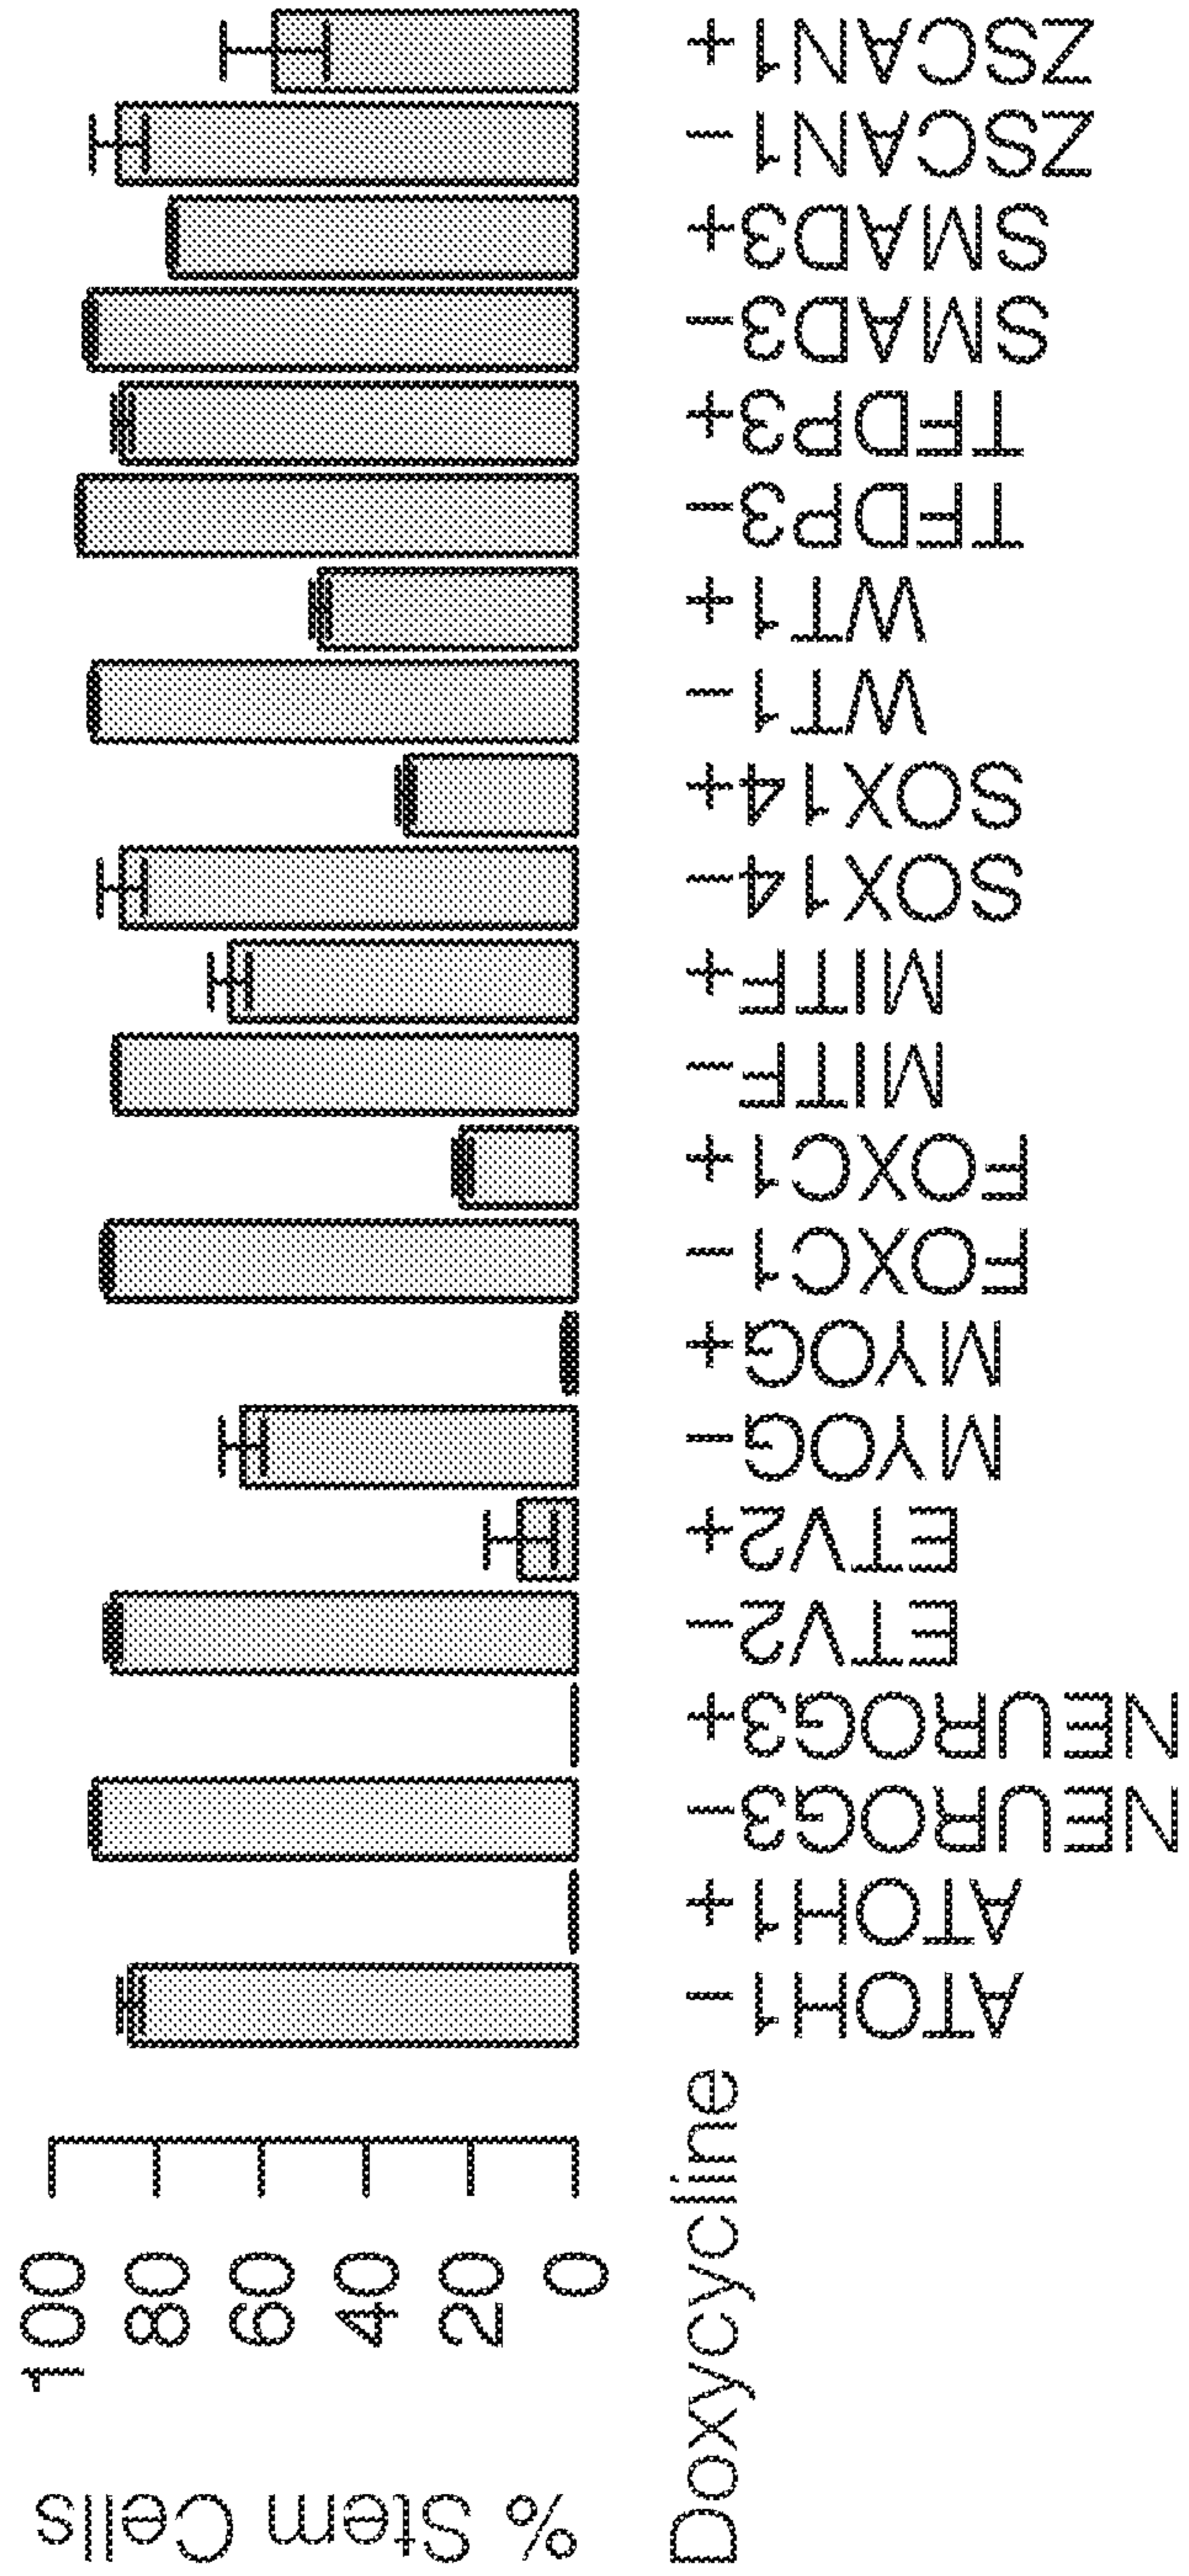 % Stem Cells
100
80
60
40
20
0
Doxycycline
- + - + - + - + - + - + - + - + - + - + - +
ATOH1
ATOH1
NEUROG3
NEUROG3
ETV2
ETV2
MYOG
MYOG
FOXC1
FOXC1
MITF
MITF
SOX14
SOX14
WT1
WT1
TFDP3
TFDP3
SMAD3
SMAD3
ZSCAN1
ZSCAN1